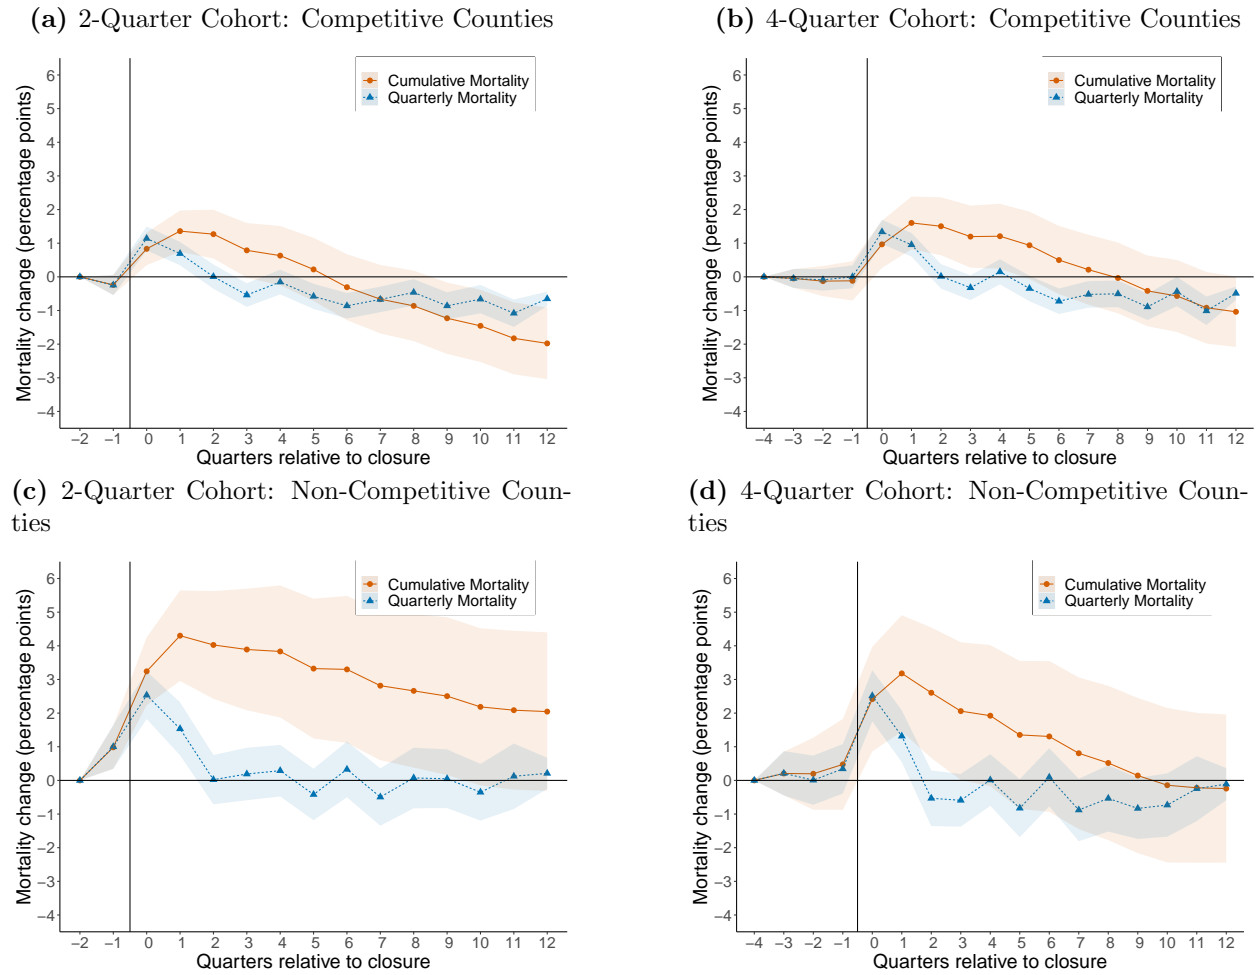 (a) 2-Quarter Cohort: Competitive Counties
Mortality change (percentage points)
6
5
4
3
2
1
0
−1
−2
−3
−4
Cumulative Mortality
Quarterly Mortality
−2 −1 0 1 2 3 4 5 6 7 8 9 10 11 12
Quarters relative to closure
(b) 4-Quarter Cohort: Competitive Counties
Mortality change (percentage points)
6
5
4
3
2
1
0
−1
−2
−3
−4
Cumulative Mortality
Quarterly Mortality
−4 −3 −2 −1 0 1 2 3 4 5 6 7 8 9 10 11 12
Quarters relative to closure
(c) 2-Quarter Cohort: Non-Competitive Coun-
ties
Mortality change (percentage points)
6
5
4
3
2
1
0
−1
−2
−3
−4
Cumulative Mortality
Quarterly Mortality
−2 −1 0 1 2 3 4 5 6 7 8 9 10 11 12
Quarters relative to closure
(d) 4-Quarter Cohort: Non-Competitive Coun-
ties
Mortality change (percentage points)
6
5
4
3
2
1
0
−1
−2
−3
−4
Cumulative Mortality
Quarterly Mortality
−4 −3 −2 −1 0 1 2 3 4 5 6 7 8 9 10 11 12
Quarters relative to closure